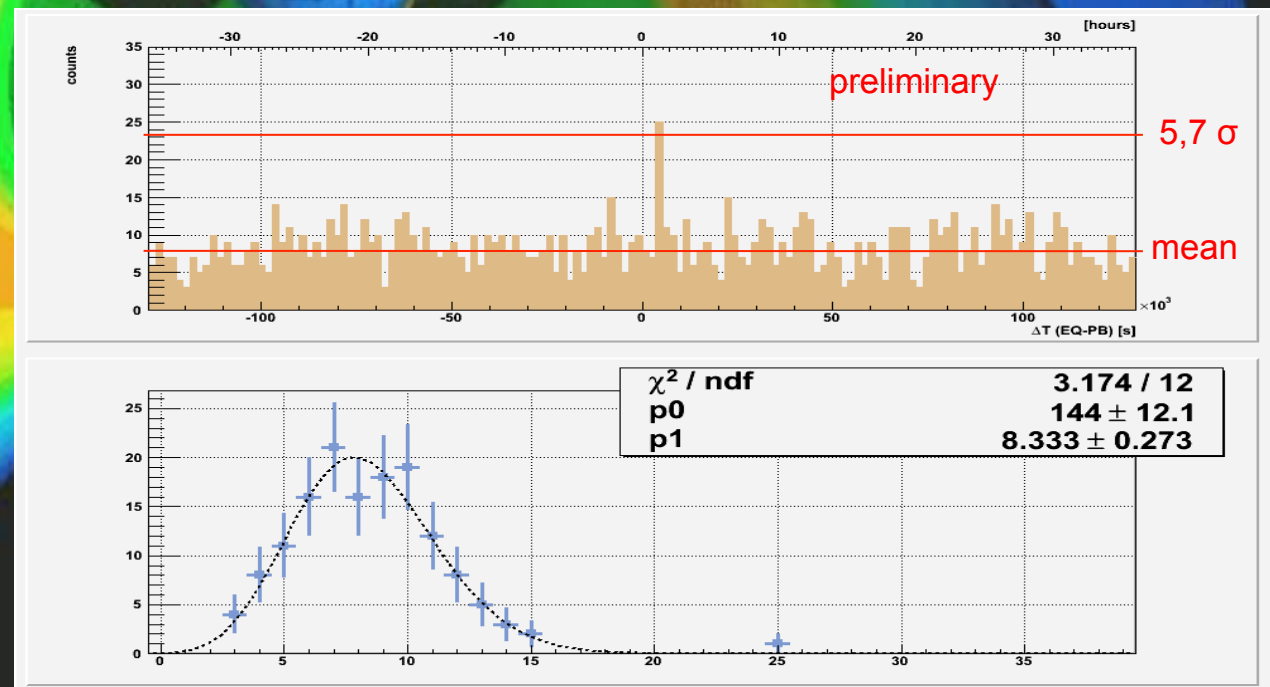 [hours]
-30 -20 -10 0 10 20 30
counts
35
30
25
20
15
10
5
0
preliminary
5,7 σ
mean
-100 -50 0 50 100
×10³
ΔT (EQ-PB) [s]
χ² / ndf 3.174 / 12
p0 144 ± 12.1
p1 8.333 ± 0.273
25
20
15
10
5
0
0 5 10 15 20 25 30 35